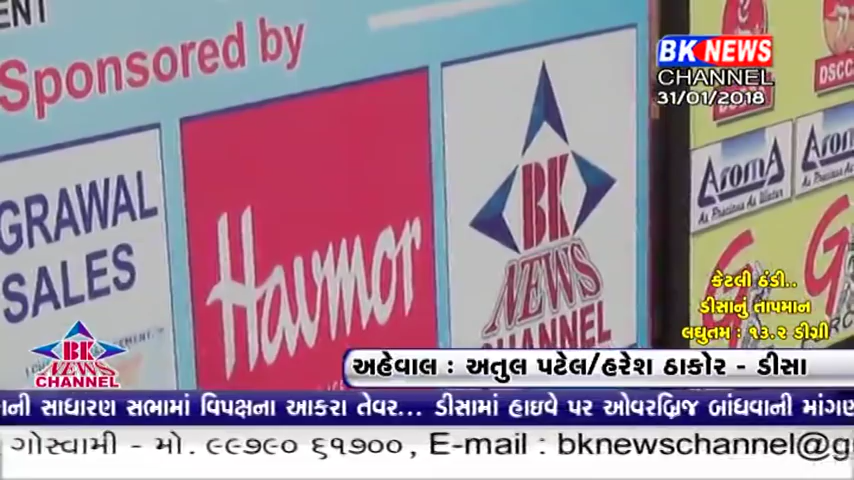 ENT
Sponsored by
GRAWAL
SALES
Havmor
BK
NEWS
CHANNEL
DSCC
AROMA
As Precious As Water
AROM
As Precious As W
BK NEWS
CHANNEL
31/01/2018
કેટલી ઠંડી..
ડીસાનું તાપમાન
લઘુતમ : ૧૩.૨ ડીગ્રી
BK
NEWS
CHANNEL
અહેવાલ : અતુલ પટેલ/હરેશ ઠાકોર - ડીસા
ની સાધારણ સભામાં વિપક્ષના આકરા તેવર... ડીસામાં હાઇવે પર ઓવરબ્રિજ બાંધવાની માંગણ
ગોસ્વામી - મો. ૯૯૭૯૦ ૬૧૭૦૦, E-mail : bknewschannel@g